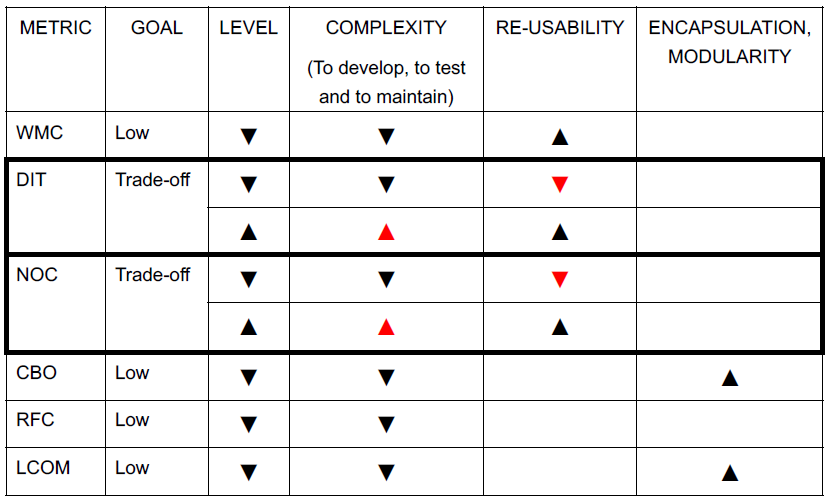 METRIC GOAL LEVEL COMPLEXITY RE-USABILITY ENCAPSULATION,
MODULARITY
(To develop, to test
and to maintain)
WMC Low ▼ ▼ ▲
DIT Trade-off ▼ ▼ ▼
▲ ▲ ▲
NOC Trade-off ▼ ▼ ▼
▲ ▲ ▲
CBO Low ▼ ▼ ▲
RFC Low ▼ ▼
LCOM Low ▼ ▼ ▲